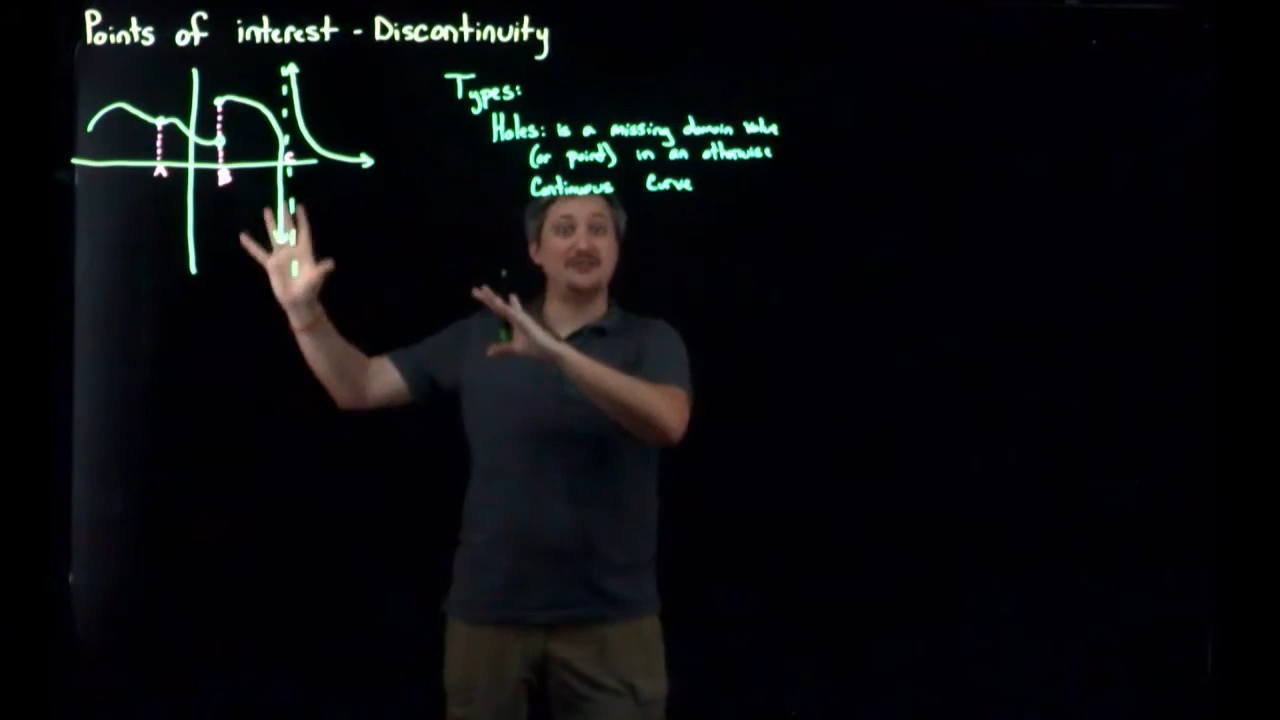 Points of interest - Discontinuity
Types:
Holes: is a missing domain value
(or point) in an otherwise
Continuous Curve
A
B
C